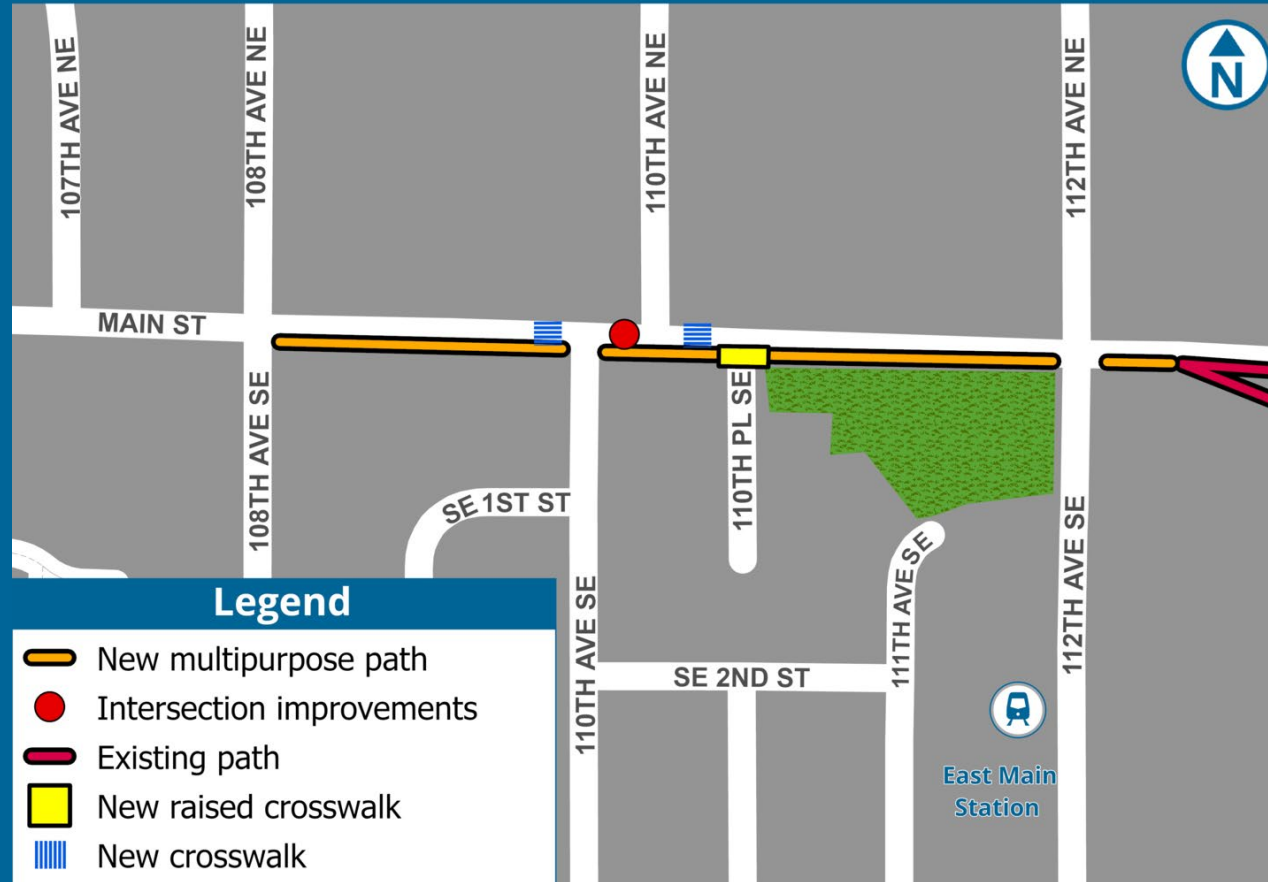 107TH AVE NE
108TH AVE NE
110TH AVE NE
112TH AVE NE
N
MAIN ST
108TH AVE SE
110TH PL SE
SE 1ST ST
110TH AVE SE
111TH AVE SE
112TH AVE SE
SE 2ND ST
East Main
Station
Legend
New multipurpose path
Intersection improvements
Existing path
New raised crosswalk
New crosswalk